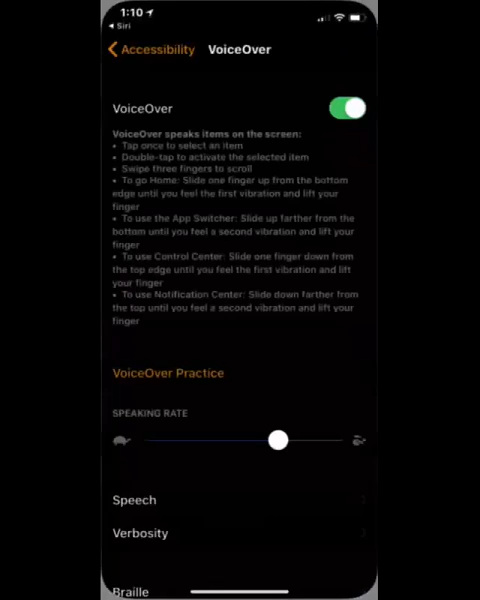 1:10
Siri
Accessibility VoiceOver
VoiceOver
VoiceOver speaks items on the screen:
• Tap once to select an item
• Double-tap to activate the selected item
• Swipe three fingers to scroll
• To go Home: Slide one finger up from the bottom
edge until you feel the first vibration and lift your
finger
• To use the App Switcher: Slide up farther from the
bottom until you feel a second vibration and lift your
finger
• To use Control Center: Slide one finger down from
the top edge until you feel the first vibration and lift
your finger
• To use Notification Center: Slide down farther from
the top until you feel a second vibration and lift your
finger
VoiceOver Practice
SPEAKING RATE
Speech
Verbosity
Braille